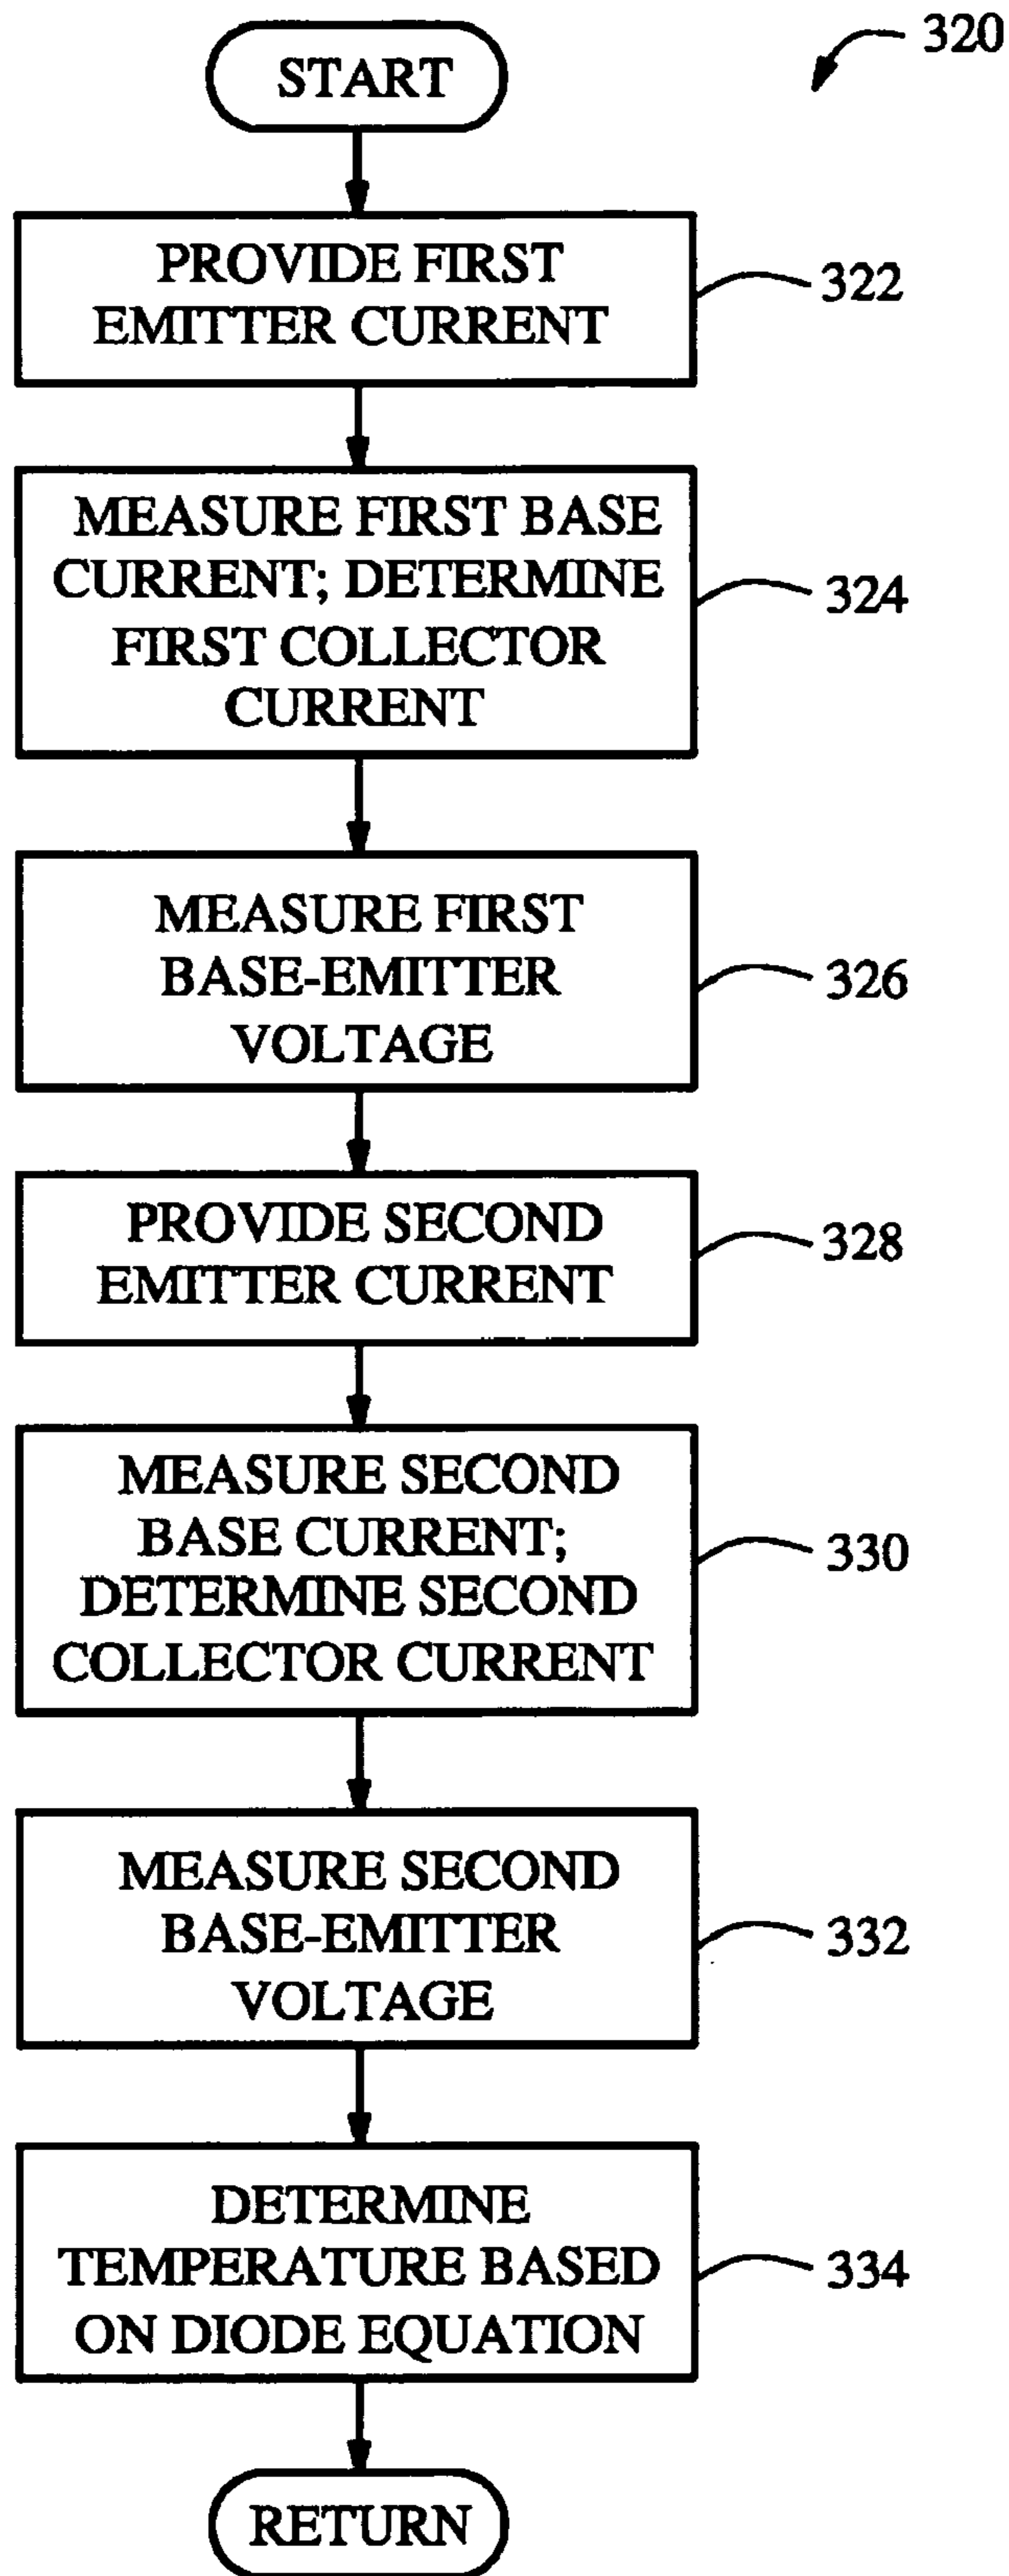 320
START
PROVIDE FIRST
EMITTER CURRENT
322
MEASURE FIRST BASE
CURRENT; DETERMINE
FIRST COLLECTOR
CURRENT
324
MEASURE FIRST
BASE-EMITTER
VOLTAGE
326
PROVIDE SECOND
EMITTER CURRENT
328
MEASURE SECOND
BASE CURRENT;
DETERMINE SECOND
COLLECTOR CURRENT
330
MEASURE SECOND
BASE-EMITTER
VOLTAGE
332
DETERMINE
TEMPERATURE BASED
ON DIODE EQUATION
334
RETURN